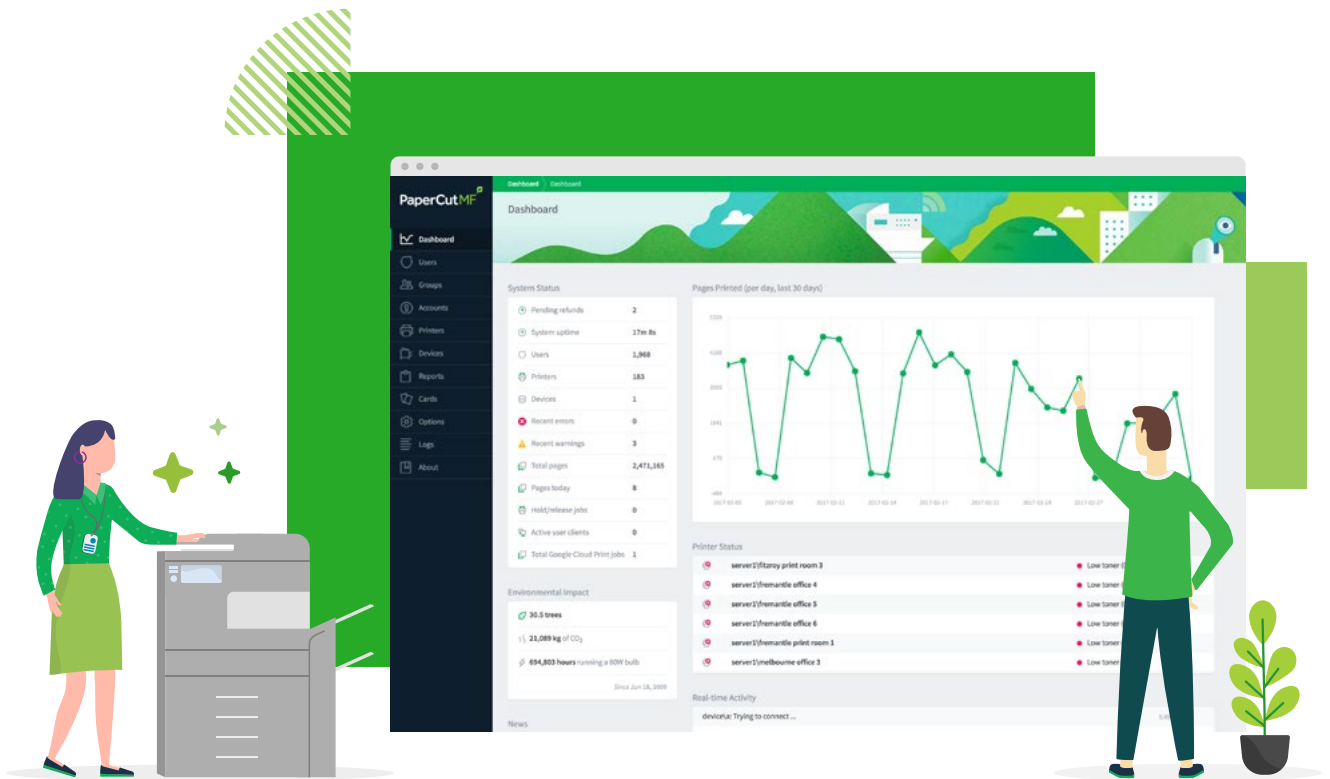 PaperCutMF
Dashboard
Users
Groups
Accounts
Printers
Devices
Reports
Cards
Options
Logs
About
Dashboard Dashboard
Dashboard
System Status
Pending refunds 2
System uptime 17m 8s
Users 1,968
Printers 183
Devices 1
Recent errors 0
Recent warnings 3
Total pages 2,471,165
Pages today 8
Hold/release jobs 0
Active user clients 0
Total Google Cloud Print jobs 1
Environmental Impact
30.5 trees
21,089 kg of CO₂
694,803 hours running a 60W bulb
Since Jun 18, 2009
News
Pages Printed (per day, last 30 days)
Printer Status
server1\fitzroy print room 3 Low toner
server1\fremantle office 4 Low toner
server1\fremantle office 5 Low toner
server1\fremantle office 6 Low toner
server1\fremantle print room 1 Low toner
server1\melbourne office 3 Low toner
Real-time Activity
device\a: Trying to connect ...